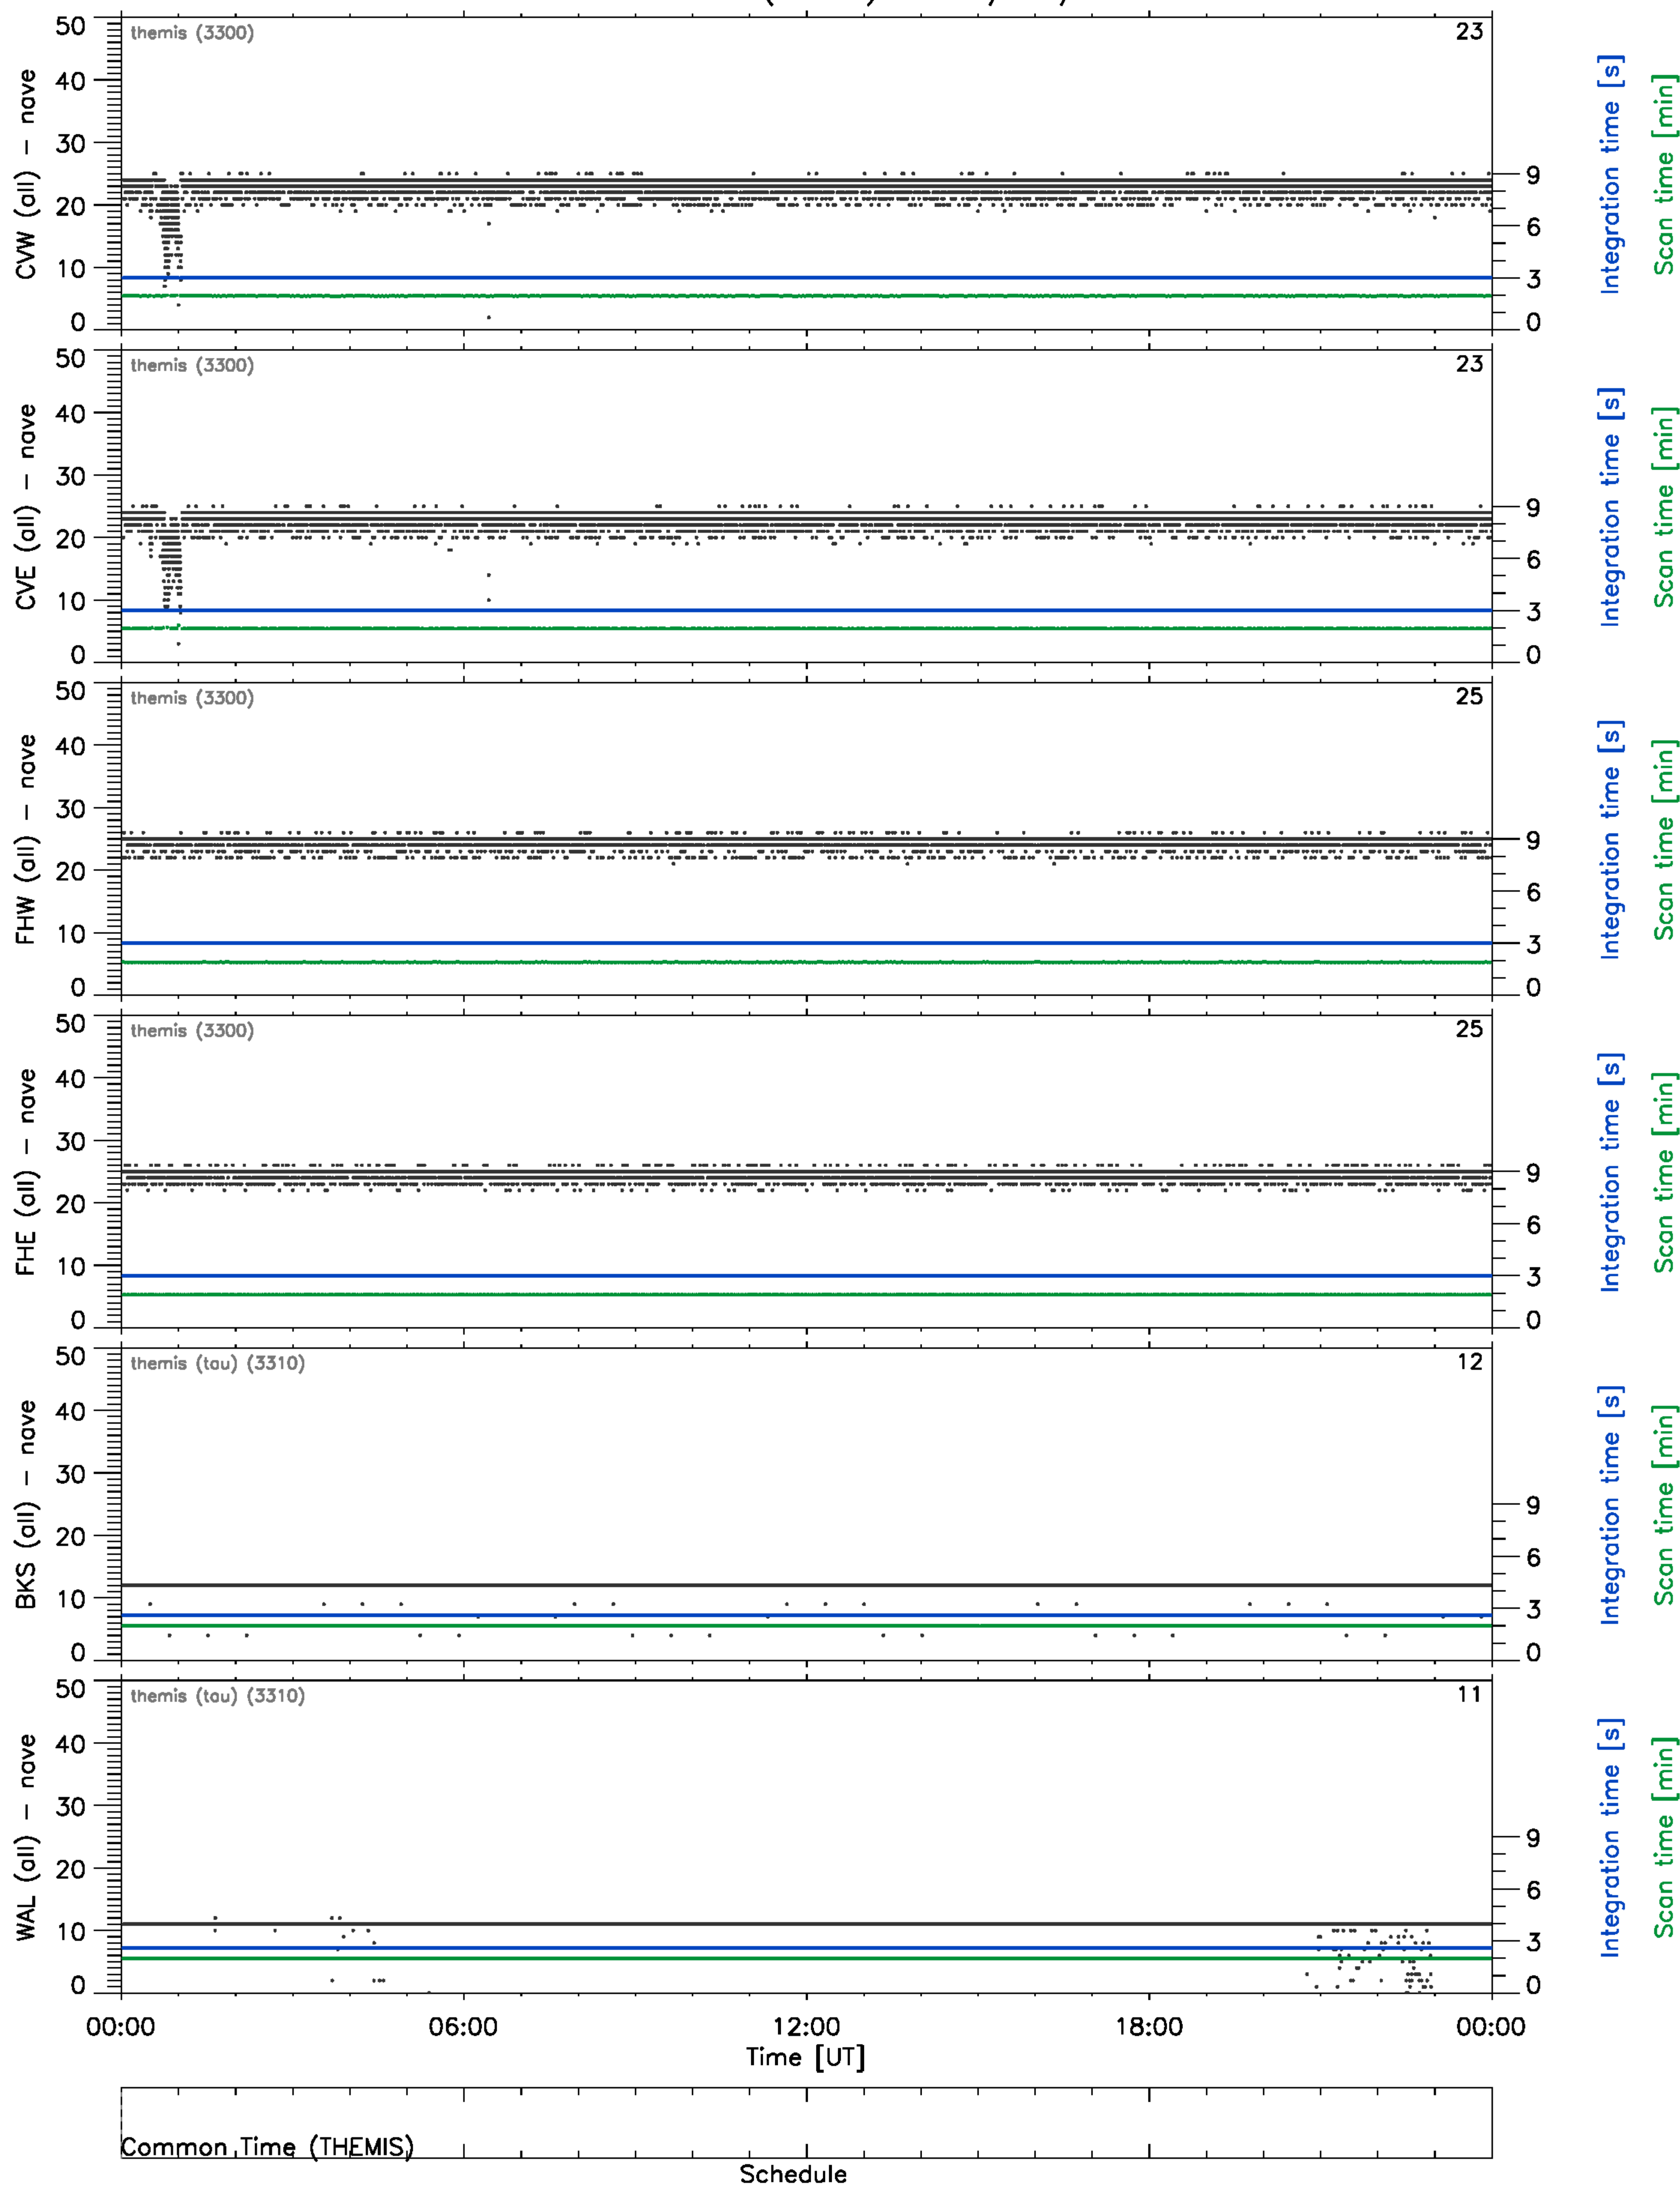 themis (3300)
23
50
40
30
20
10
0
9
6
3
0
CVW (all) - nave
Integration time [s]
Scan time [min]
themis (3300)
23
50
40
30
20
10
0
9
6
3
0
CVE (all) - nave
Integration time [s]
Scan time [min]
themis (3300)
25
50
40
30
20
10
0
9
6
3
0
FHW (all) - nave
Integration time [s]
Scan time [min]
themis (3300)
25
50
40
30
20
10
0
9
6
3
0
FHE (all) - nave
Integration time [s]
Scan time [min]
themis (tau) (3310)
12
50
40
30
20
10
0
9
6
3
0
BKS (all) - nave
Integration time [s]
Scan time [min]
themis (tau) (3310)
11
50
40
30
20
10
0
9
6
3
0
WAL (all) - nave
Integration time [s]
Scan time [min]
00:00 06:00 12:00 18:00 00:00
Time [UT]
Common Time (THEMIS)
Schedule